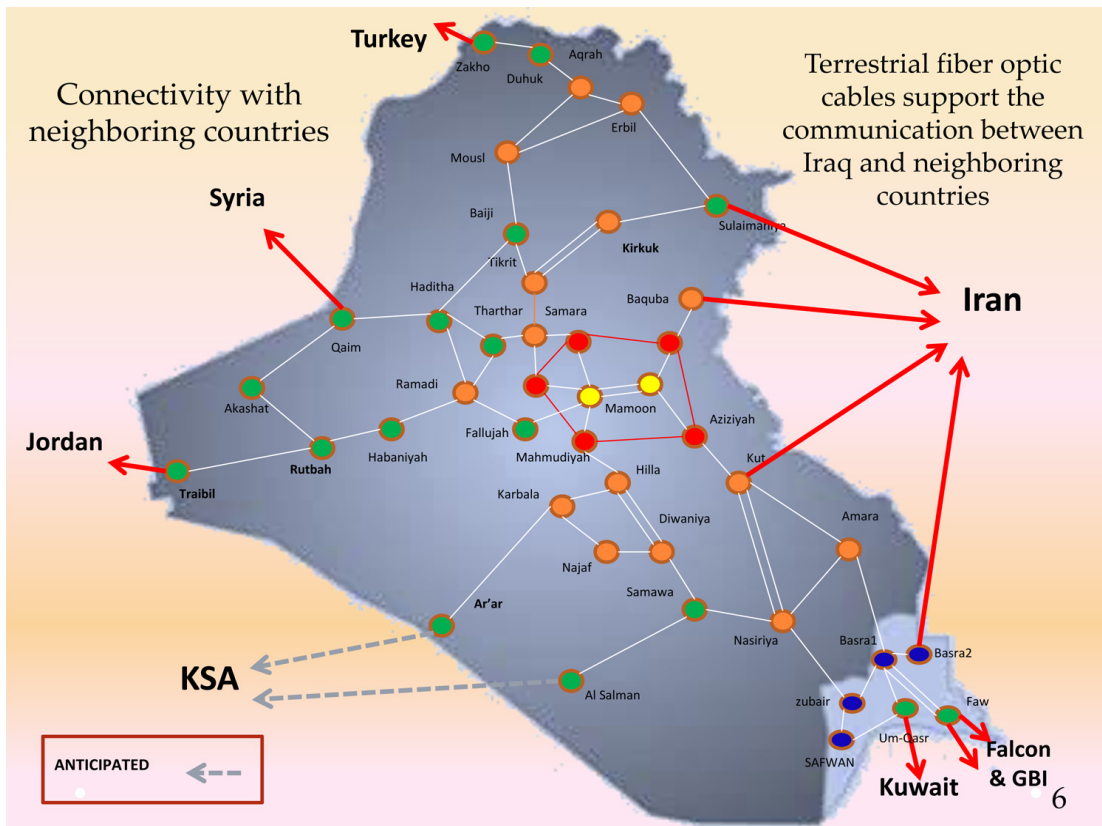 Turkey
Zakho
Duhuk
Aqrah
Connectivity with
neighboring countries
Terrestrial fiber optic
cables support the
communication between
Iraq and neighboring
countries
Erbil
Mousl
Syria
Baiji
Sulaimaniya
Kirkuk
Tikrit
Haditha
Baquba
Iran
Tharthar
Samara
Qaim
Ramadi
Akashat
Mamoon
Aziziyah
Jordan
Fallujah
Habaniyah
Mahmudiyah
Rutbah
Kut
Traibil
Hilla
Karbala
Diwaniya
Amara
Najaf
Samawa
Ar’ar
Nasiriya
Basra1
Basra2
KSA
Al Salman
zubair
Faw
Um-Qasr
SAFWAN
Falcon
& GBI
Kuwait
ANTICIPATED
6